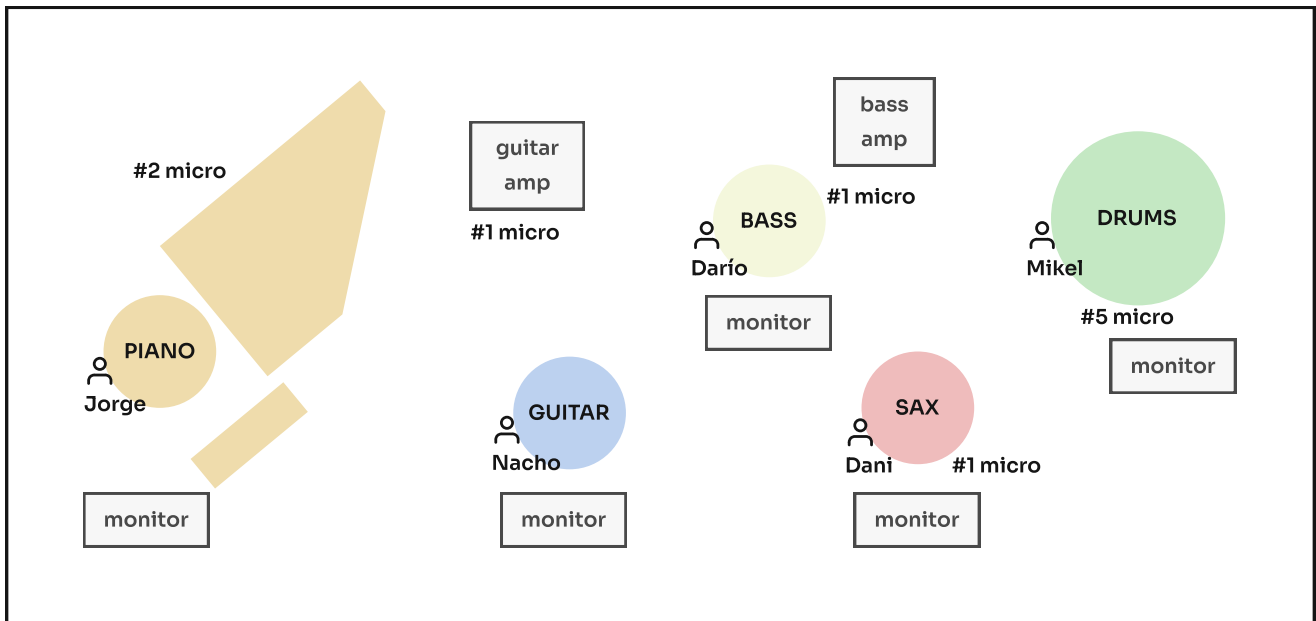 #2 micro
PIANO
Jorge
monitor
guitar
amp
#1 micro
GUITAR
Nacho
monitor
bass
amp
#1 micro
BASS
Darío
monitor
SAX
Dani
#1 micro
monitor
DRUMS
Mikel
#5 micro
monitor